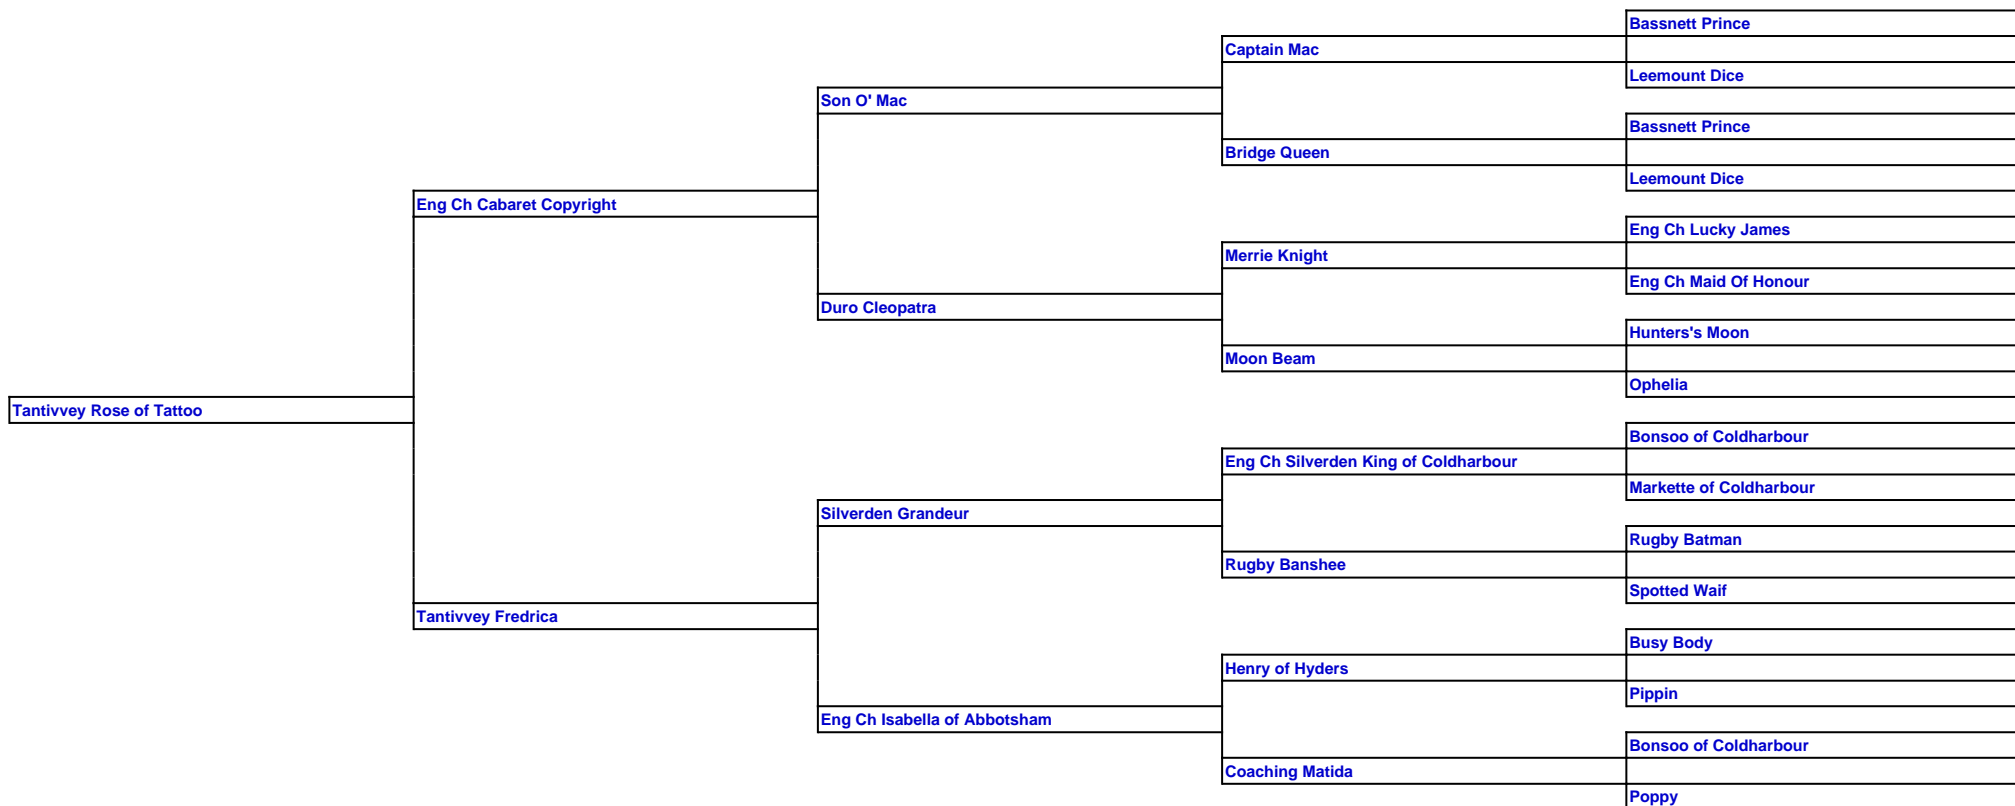 Bassnett Prince
Captain Mac
Leemount Dice
Son O' Mac
Bassnett Prince
Bridge Queen
Leemount Dice
Eng Ch Cabaret Copyright
Eng Ch Lucky James
Merrie Knight
Eng Ch Maid Of Honour
Duro Cleopatra
Hunters's Moon
Moon Beam
Ophelia
Tantivvey Rose of Tattoo
Bonsoo of Coldharbour
Eng Ch Silverden King of Coldharbour
Markette of Coldharbour
Silverden Grandeur
Rugby Batman
Rugby Banshee
Spotted Waif
Tantivvey Fredrica
Busy Body
Henry of Hyders
Pippin
Eng Ch Isabella of Abbotsham
Bonsoo of Coldharbour
Coaching Matida
Poppy